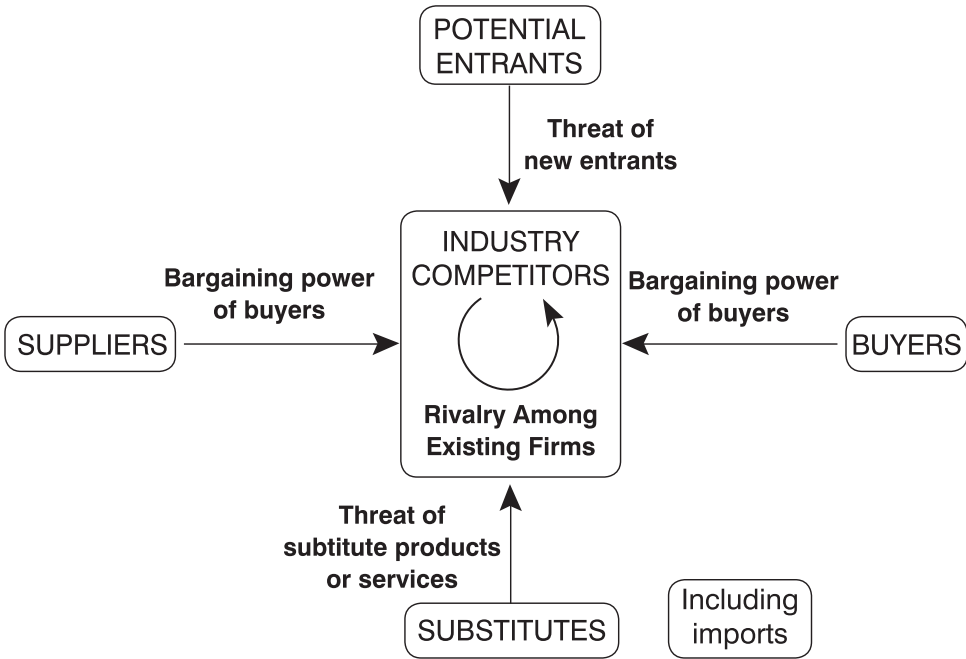 POTENTIAL
ENTRANTS
Threat of
new entrants
INDUSTRY
COMPETITORS
Bargaining power
of buyers
Bargaining power
of buyers
SUPPLIERS
BUYERS
Rivalry Among
Existing Firms
Threat of
subtitute products
or services
SUBSTITUTES
Including
imports